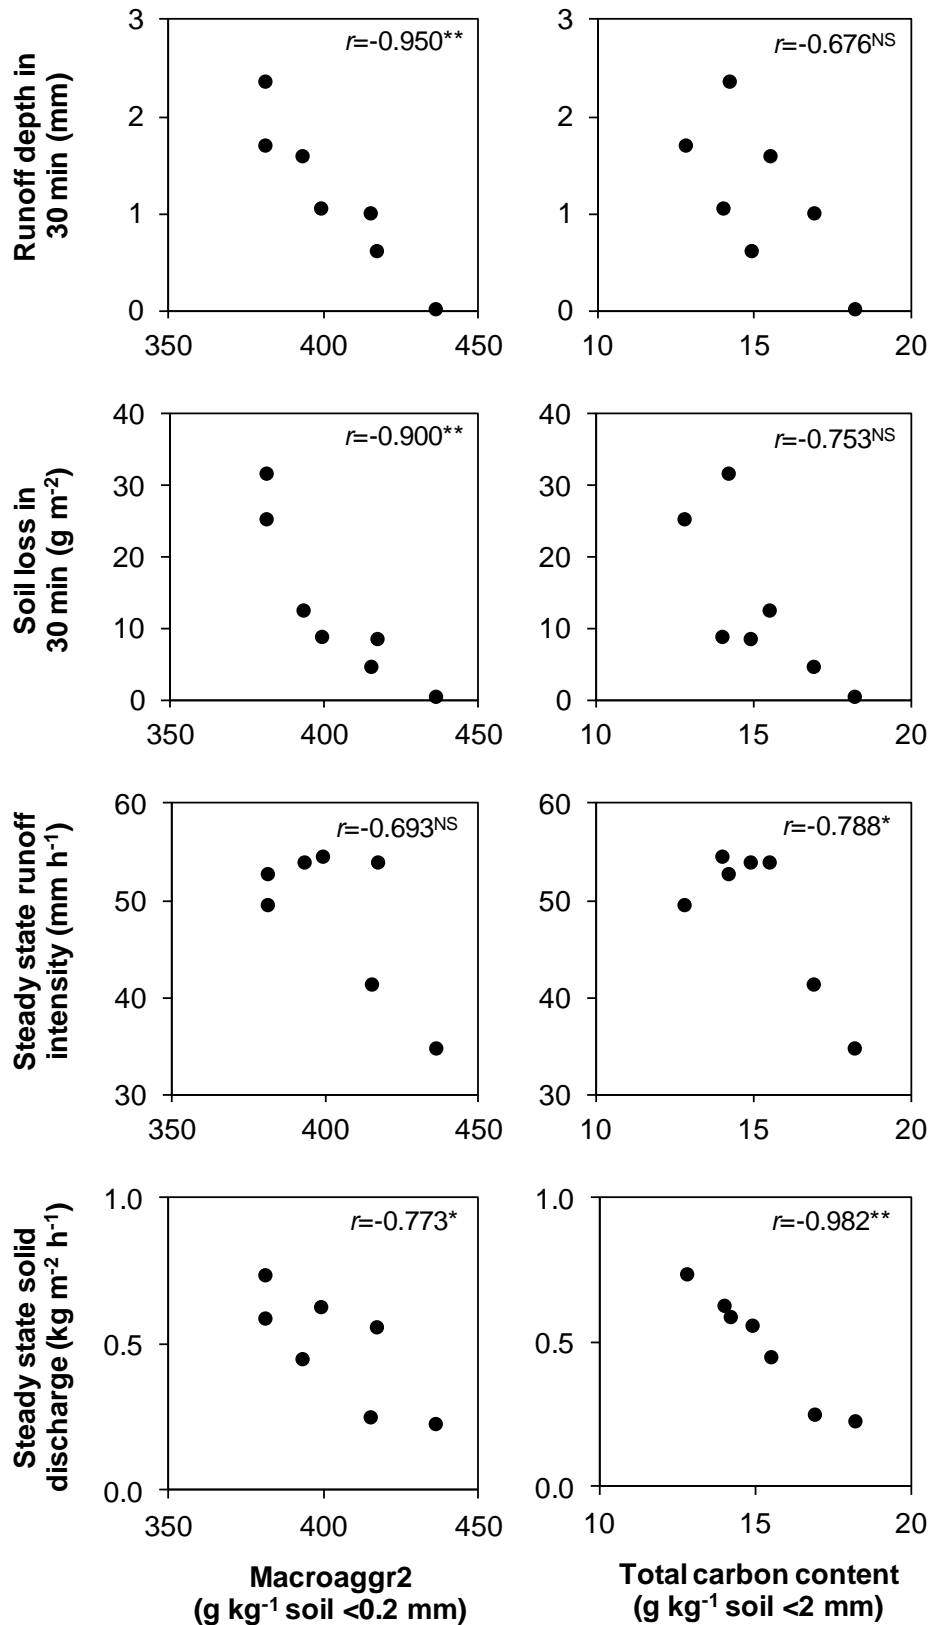 Runoff depth in
30 min (mm)
3
2
1
0
r=-0.950**
350
400
450
3
2
1
0
r=-0.676NS
10
15
20
Soil loss in
30 min (g m-2)
40
30
20
10
0
r=-0.900**
350
400
450
40
30
20
10
0
r=-0.753NS
10
15
20
Steady state runoff
intensity (mm h-1)
60
50
40
30
r=-0.693NS
350
400
450
60
50
40
30
r=-0.788*
10
15
20
Steady state solid
discharge (kg m-2 h-1)
1.0
0.5
0.0
r=-0.773*
350
400
450
1.0
0.5
0.0
r=-0.982**
10
15
20
Macroaggr2
(g kg-1 soil <0.2 mm)
Total carbon content
(g kg-1 soil <2 mm)